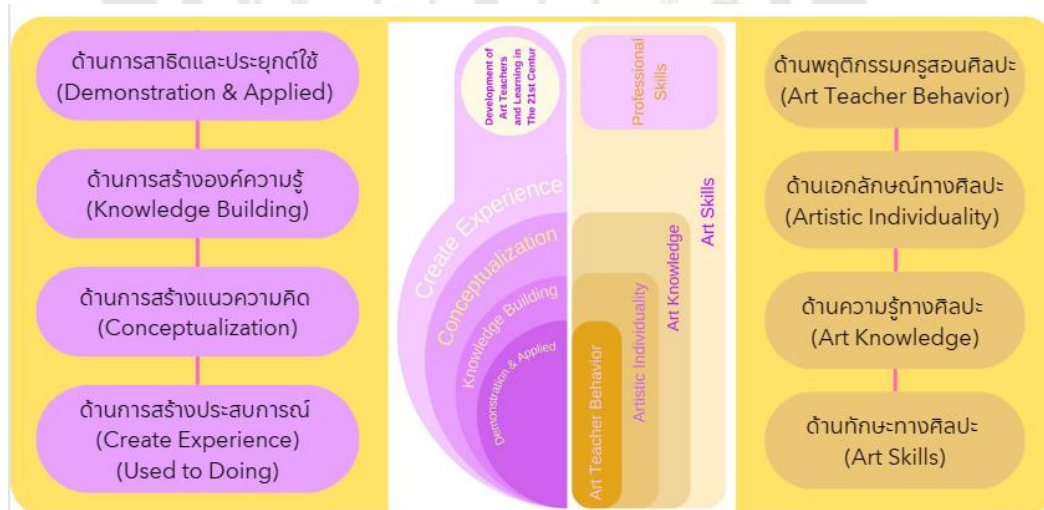 ด้านการสาธิตและประยุกต์ใช้
(Demonstration & Applied)
ด้านการสร้างองค์ความรู้
(Knowledge Building)
ด้านการสร้างแนวความคิด
(Conceptualization)
ด้านการสร้างประสบการณ์
(Create Experience)
(Used to Doing)
Development of
Art Teachers
and Learning in
The 21st Centur
Create Experience
Conceptualization
Knowledge Building
Demonstration & Applied
Professional
Skills
Art Skills
Art Knowledge
Artistic Individuality
Art Teacher Behavior
ด้านพฤติกรรมครูสอนศิลปะ
(Art Teacher Behavior)
ด้านเอกลักษณ์ทางศิลปะ
(Artistic Individuality)
ด้านความรู้ทางศิลปะ
(Art Knowledge)
ด้านทักษะทางศิลปะ
(Art Skills)